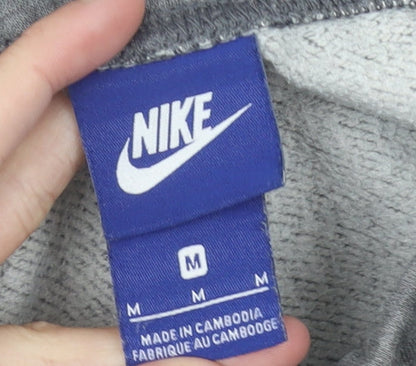 NIKE
M
M M M
MADE IN CAMBODIA
FABRIQUE AU CAMBODGE